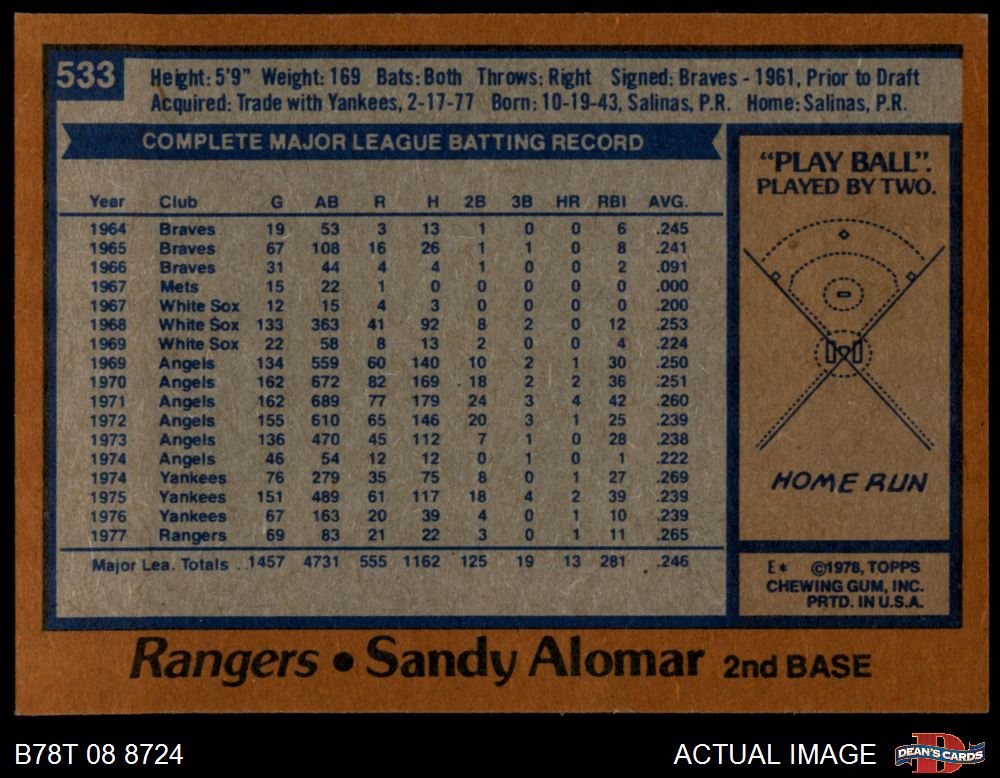 533
Height: 5'9" Weight: 169 Bats: Both Throws: Right Signed: Braves - 1961, Prior to Draft
Acquired: Trade with Yankees, 2-17-77 Born: 10-19-43, Salinas, P.R. Home: Salinas, P.R.
COMPLETE MAJOR LEAGUE BATTING RECORD
Year Club G AB R H 2B 3B HR RBI AVG.
1964 Braves 19 53 3 13 1 0 0 6 .245
1965 Braves 67 108 16 26 1 1 0 8 .241
1966 Braves 31 44 4 4 1 0 0 2 .091
1967 Mets 15 22 1 0 0 0 0 0 .000
1967 White Sox 12 15 4 3 0 0 0 0 .200
1968 White Sox 133 363 41 92 8 2 0 12 .253
1969 White Sox 22 58 8 13 2 0 0 4 .224
1969 Angels 134 559 60 140 10 2 1 30 .250
1970 Angels 162 672 82 169 18 2 2 36 .251
1971 Angels 162 689 77 179 24 3 4 42 .260
1972 Angels 155 610 65 146 20 3 1 25 .239
1973 Angels 136 470 45 112 7 1 0 28 .238
1974 Angels 46 54 12 12 0 1 0 1 .222
1974 Yankees 76 279 35 75 8 0 1 27 .269
1975 Yankees 151 489 61 117 18 4 2 39 .239
1976 Yankees 67 163 20 39 4 0 1 10 .239
1977 Rangers 69 83 21 22 3 0 1 11 .265
Major Lea. Totals 1457 4731 555 1162 125 19 13 281 .246
"PLAY BALL".
PLAYED BY TWO.
HOME RUN
E* ©1978, TOPPS
CHEWING GUM, INC.
PRTD. IN U.S.A.
Rangers • Sandy Alomar 2nd BASE
B78T 08 8724
ACTUAL IMAGE
D
DEAN'S CARDS